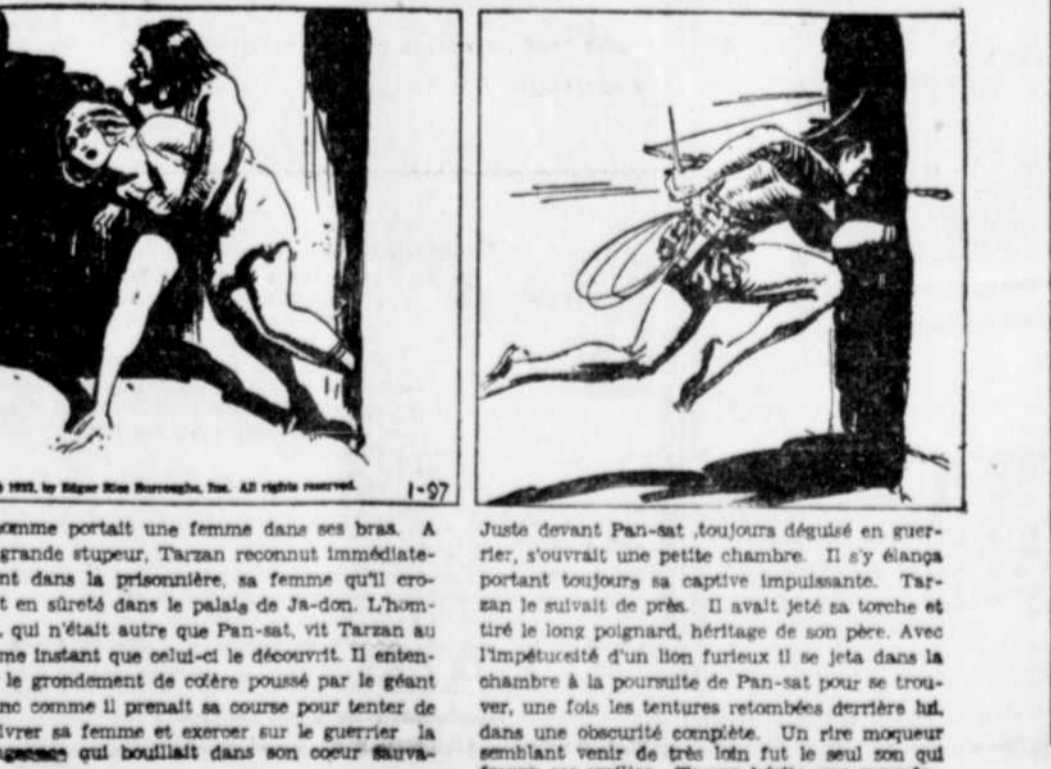 1932, by Edgar Rice Burroughs, Inc. All rights reserved.
1-97
omme portait une femme dans ses bras. A
grande stupeur, Tarzan reconnut immédiate-
nt dans la prisonnière, sa femme qu'il cro-
t en sûreté dans le palais de Ja-don. L'hom-
, qui n'était autre que Pan-sat, vit Tarzan au
me instant que celui-ci le découvrit. Il enten-
le grondement de colère poussé par le géant
nc comme il prenait sa course pour tenter de
ivrer sa femme et exercer sur le guerrier la
qui bouillait dans son coeur sauva-
Juste devant Pan-sat ,toujours déguisé en guer-
rier, s'ouvrait une petite chambre. Il s'y élança
portant toujours sa captive impuissante. Tar-
zan le suivait de près. Il avait jeté sa torche et
tiré le long poignard, héritage de son père. Avec
l'impétuosité d'un lion furieux il se jeta dans la
chambre à la poursuite de Pan-sat pour se trou-
ver, une fois les tentures retombées derrière lui,
dans une obscurité complète. Un rire moqueur
semblant venir de très loin fut le seul son qui